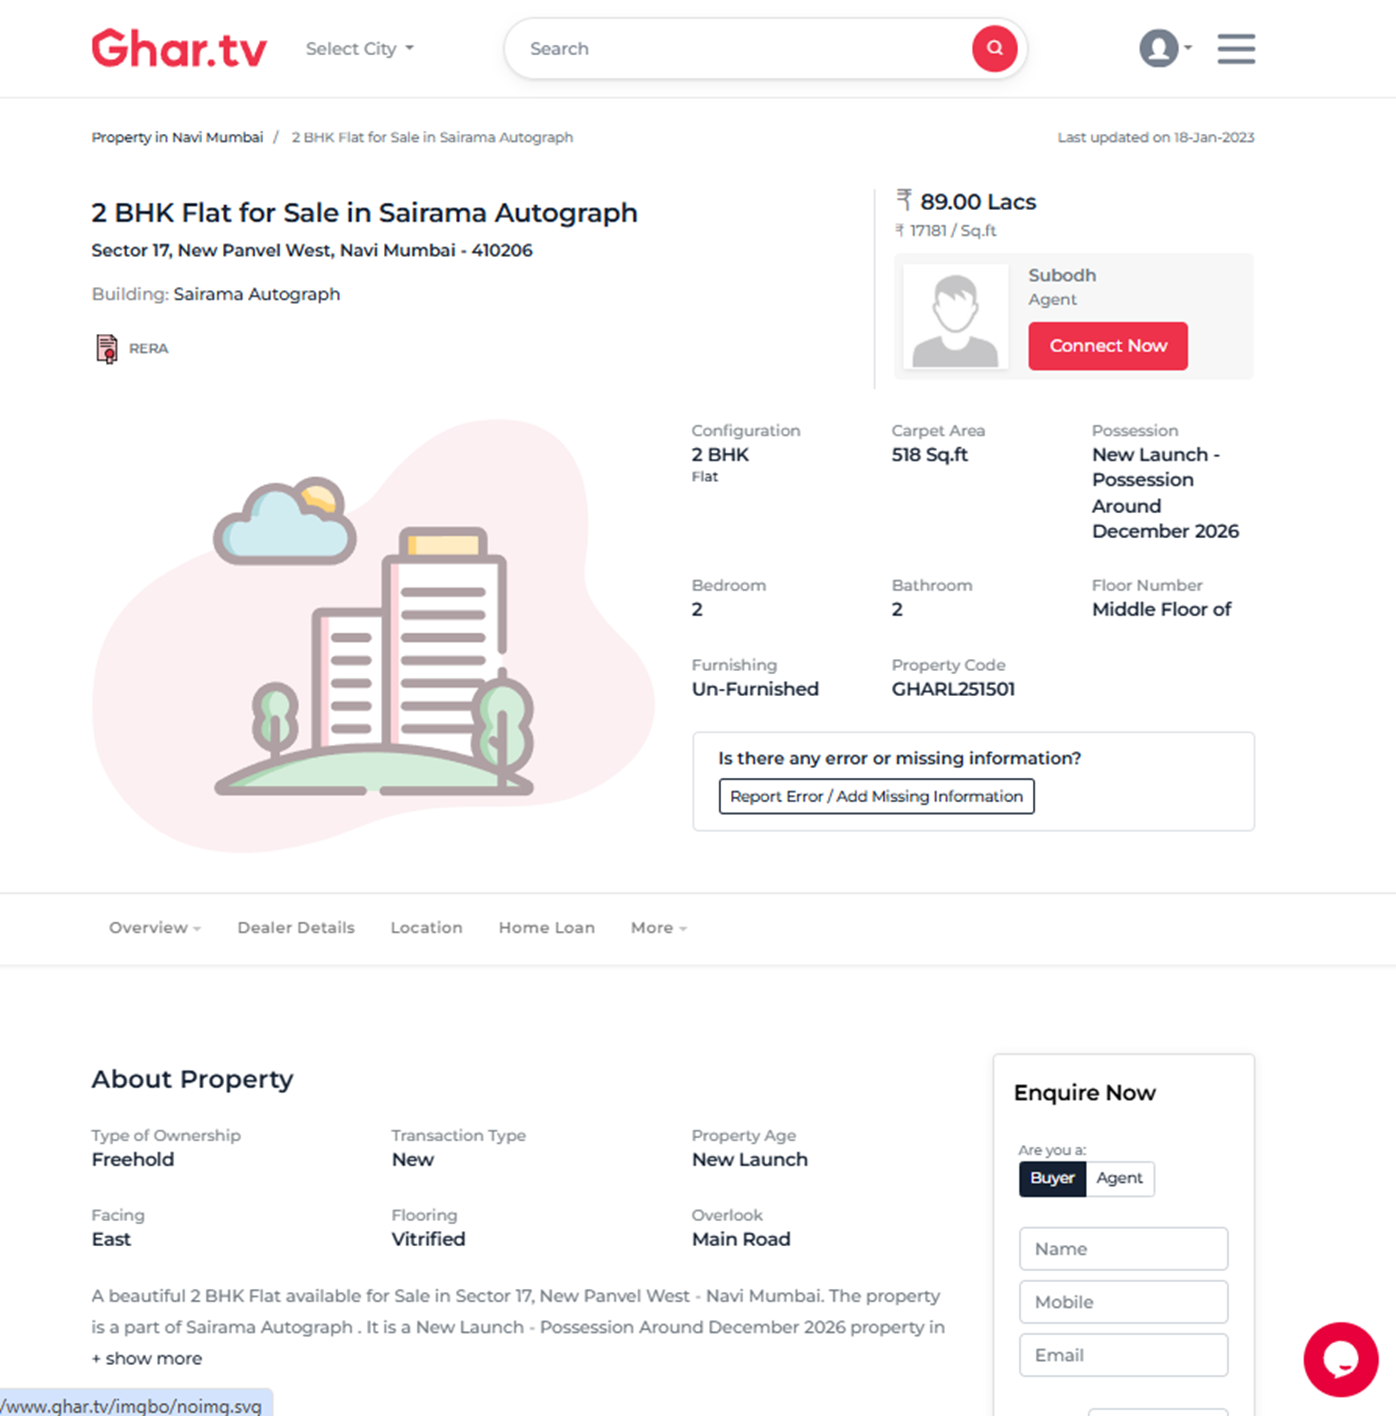 Ghar.tv
Select City
Search
Property in Navi Mumbai / 2 BHK Flat for Sale in Sairama Autograph
Last updated on 18-Jan-2023
2 BHK Flat for Sale in Sairama Autograph
Sector 17, New Panvel West, Navi Mumbai - 410206
Building: Sairama Autograph
RERA
₹ 89.00 Lacs
₹ 17181 / Sq.ft
Subodh
Agent
Connect Now
Configuration
2 BHK
Flat
Carpet Area
518 Sq.ft
Possession
New Launch -
Possession
Around
December 2026
Bedroom
2
Bathroom
2
Floor Number
Middle Floor of
Furnishing
Un-Furnished
Property Code
GHARL251501
Is there any error or missing information?
Report Error / Add Missing Information
Overview
Dealer Details
Location
Home Loan
More
About Property
Type of Ownership
Freehold
Transaction Type
New
Property Age
New Launch
Facing
East
Flooring
Vitrified
Overlook
Main Road
A beautiful 2 BHK Flat available for Sale in Sector 17, New Panvel West - Navi Mumbai. The property
is a part of Sairama Autograph . It is a New Launch - Possession Around December 2026 property in
+ show more
Enquire Now
Are you a:
Buyer
Agent
Name
Mobile
Email
/www.ghar.tv/imgbo/noimg.svg